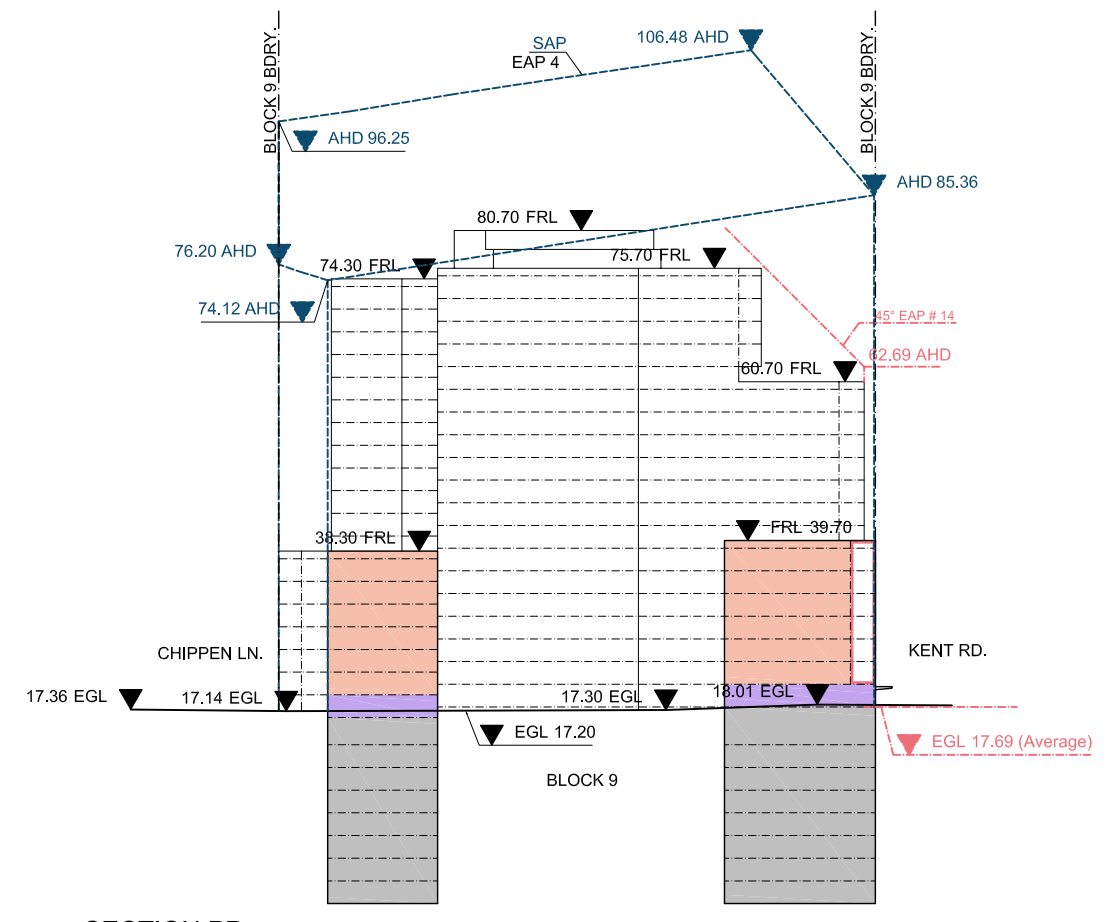 BLOCK 9 BDRY.
BLOCK 9 BDRY.
106.48 AHD
SAP
EAP 4
AHD 96.25
AHD 85.36
80.70 FRL
76.20 AHD
74.30 FRL
75.70 FRL
74.12 AHD
45° EAP # 14
62.69 AHD
60.70 FRL
38.30 FRL
FRL 39.70
CHIPPEN LN.
KENT RD.
17.36 EGL
17.14 EGL
17.30 EGL
18.01 EGL
EGL 17.20
EGL 17.69 (Average)
BLOCK 9